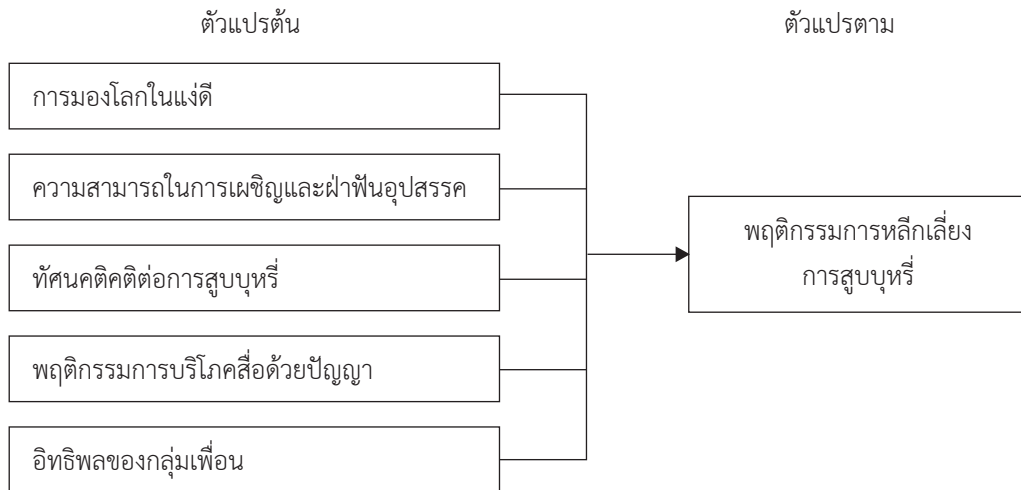 ตัวแปรต้น
ตัวแปรตาม
การมองโลกในแง่ดี
ความสามารถในการเผชิญและฝ่าฟันอุปสรรค
ทัศนคติคติต่อการสูบบุหรี่
พฤติกรรมการบริโภคสื่อด้วยปัญญา
อิทธิพลของกลุ่มเพื่อน
พฤติกรรมการหลีกเลี่ยง
การสูบบุหรี่